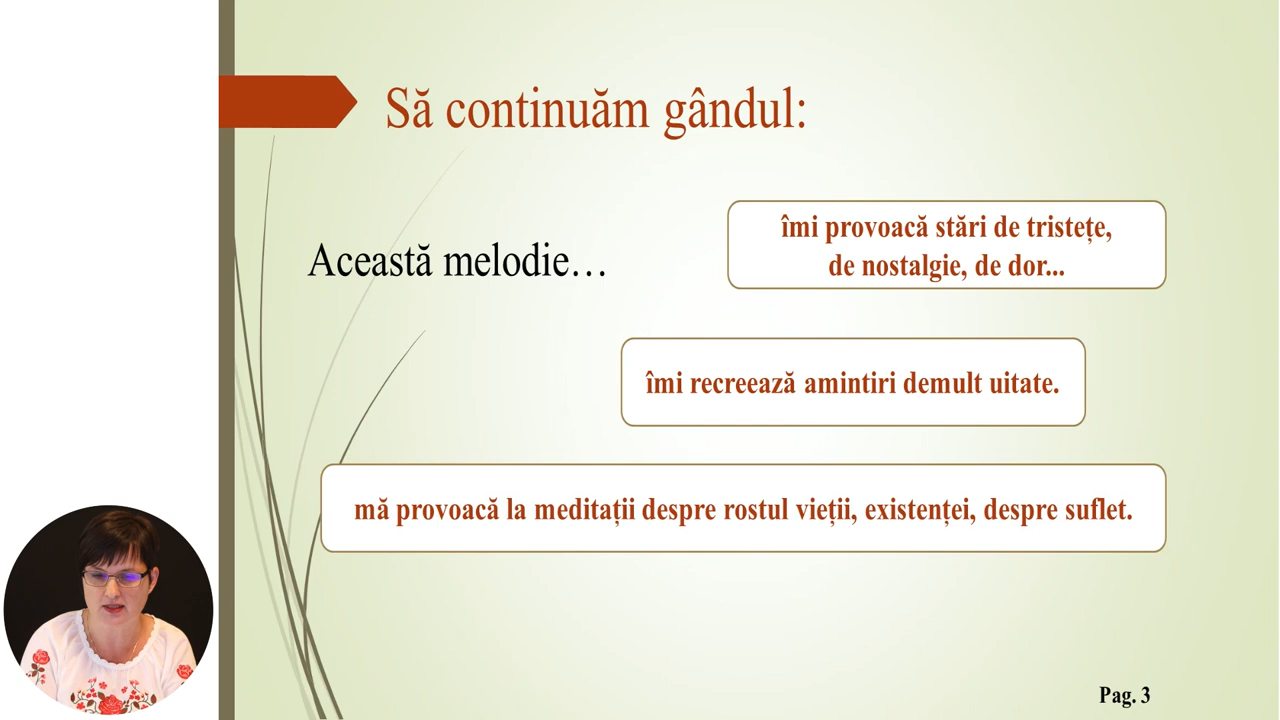 Să continuăm gândul:
Această melodie…
îmi provoacă stări de tristețe,
de nostalgie, de dor...
îmi recreează amintiri demult uitate.
mă provoacă la meditații despre rostul vieții, existenței, despre suflet.
Pag. 3